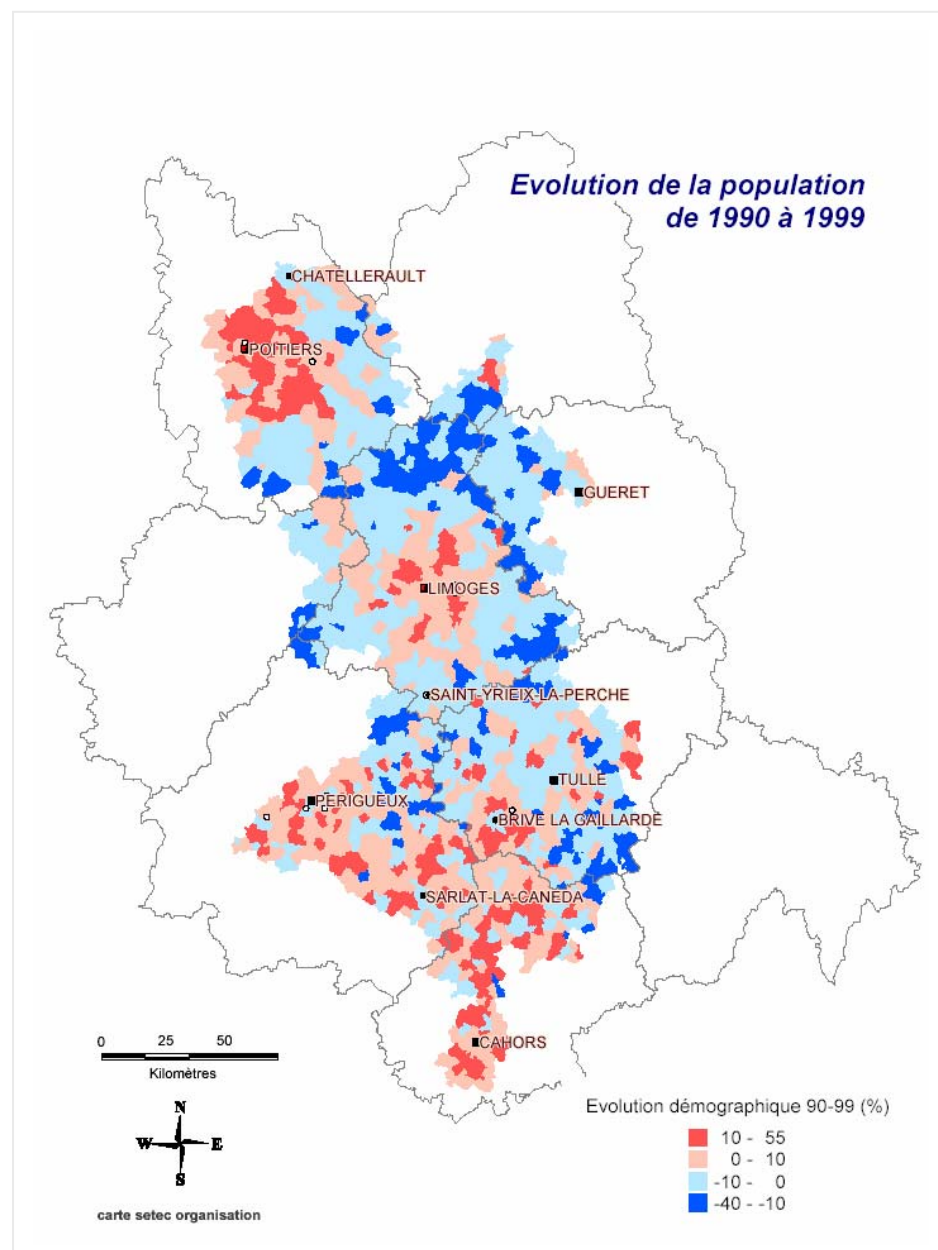 Evolution de la population
de 1990 à 1999
CHATELLERAULT
POITIERS
GUERET
LIMOGES
SAINT-YRIEIX-LA-PERCHE
TULLE
PERIGUEUX
BRIVE LA GAILLARDE
SARLAT-LA-CANEDA
CAHORS
0 25 50
Kilomètres
N
W E
S
carte setec organisation
Evolution démographique 90-99 (%)
10 - 55
0 - 10
-10 - 0
-40 - -10